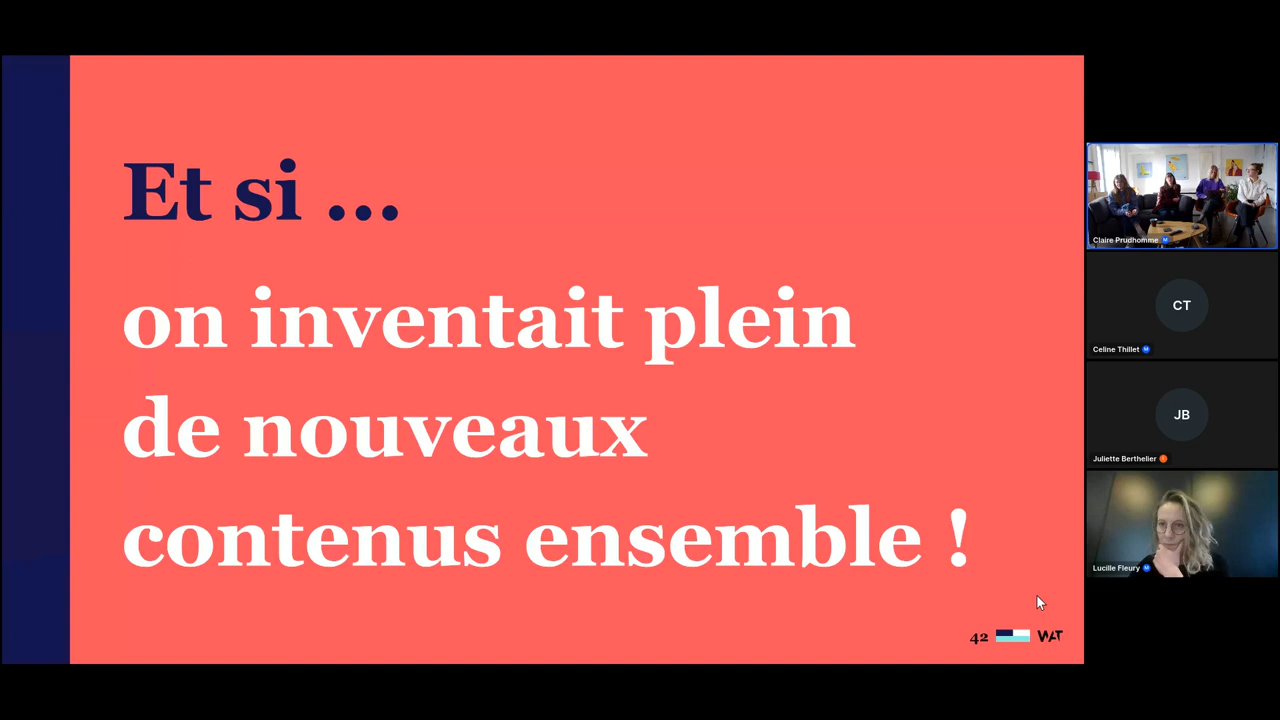 Et si ...
on inventait plein
de nouveaux
contenus ensemble !
42 WAT
Claire Prudhomme M
CT
Celine Thillet M
JB
Juliette Berthelier
Lucille Fleury M